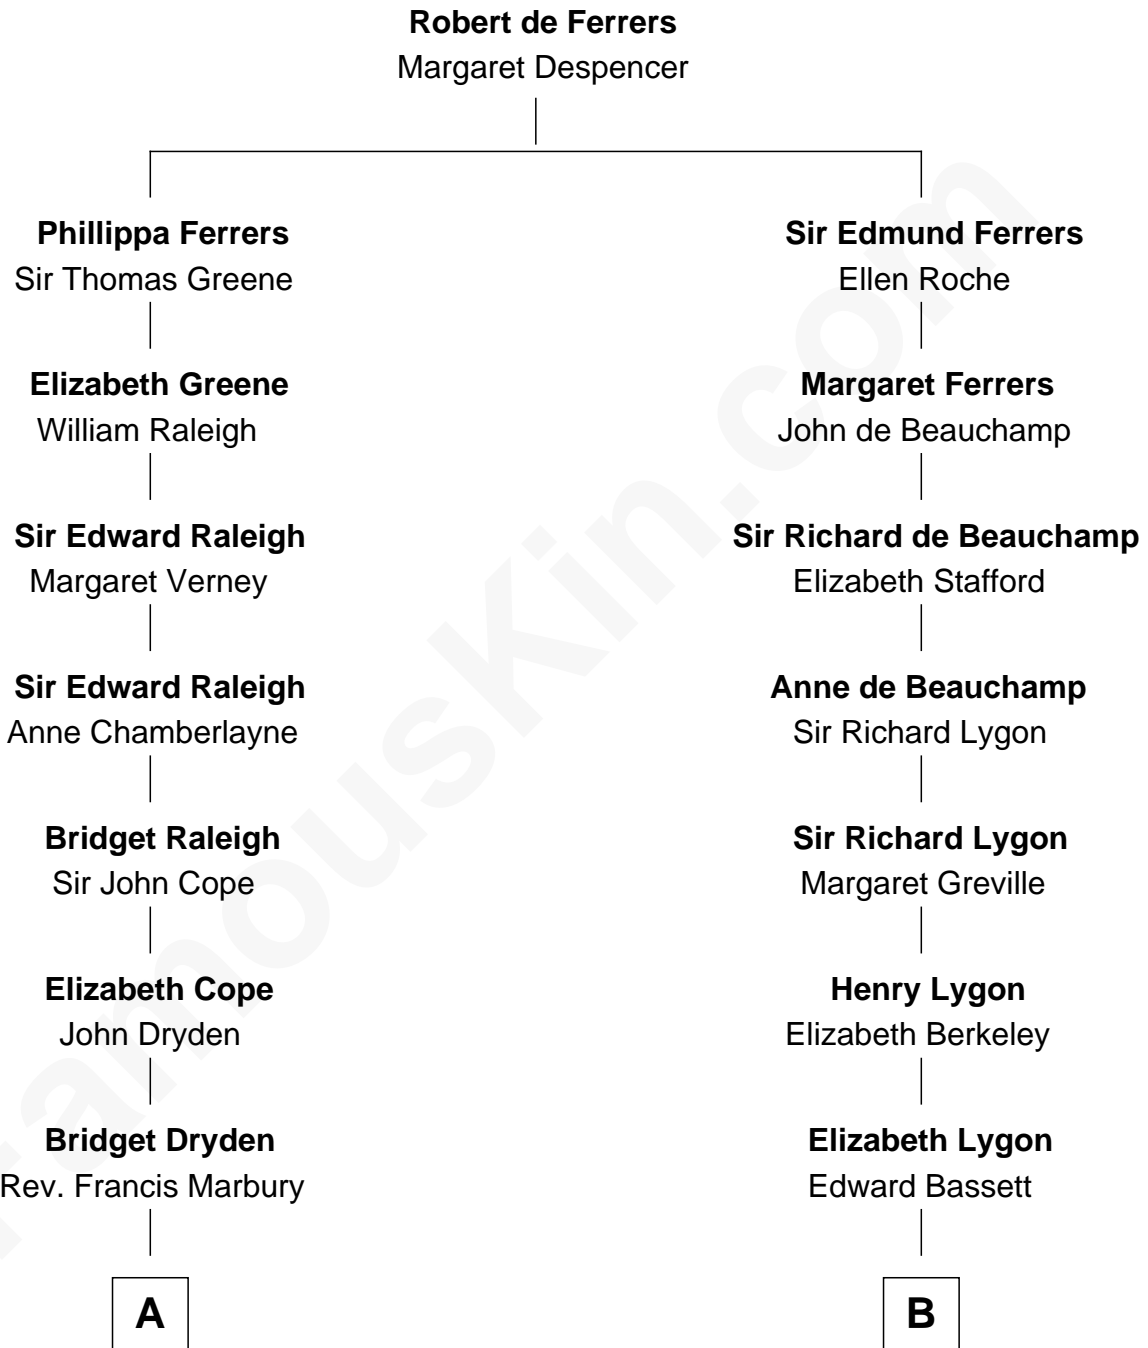 Robert de Ferrers
Margaret Despencer
Phillippa Ferrers
Sir Thomas Greene
Elizabeth Greene
William Raleigh
Sir Edward Raleigh
Margaret Verney
Sir Edward Raleigh
Anne Chamberlayne
Bridget Raleigh
Sir John Cope
Elizabeth Cope
John Dryden
Bridget Dryden
Rev. Francis Marbury
A
Sir Edmund Ferrers
Ellen Roche
Margaret Ferrers
John de Beauchamp
Sir Richard de Beauchamp
Elizabeth Stafford
Anne de Beauchamp
Sir Richard Lygon
Sir Richard Lygon
Margaret Greville
Henry Lygon
Elizabeth Berkeley
Elizabeth Lygon
Edward Bassett
B
FamousKin.com